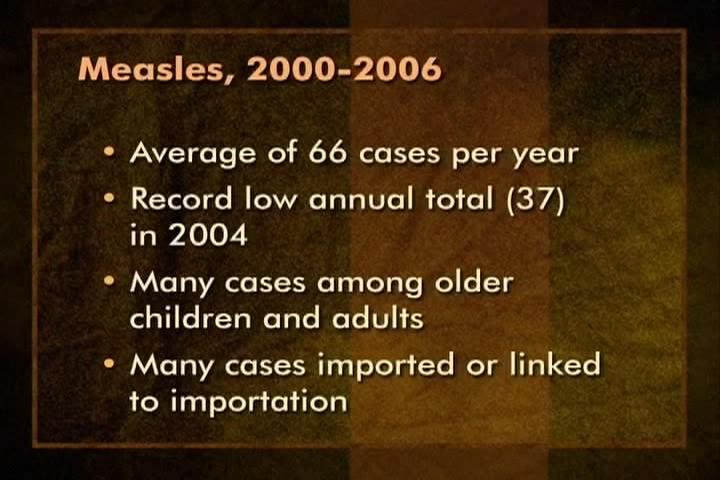 Measles, 2000-2006
• Average of 66 cases per year
• Record low annual total (37)
in 2004
• Many cases among older
children and adults
• Many cases imported or linked
to importation